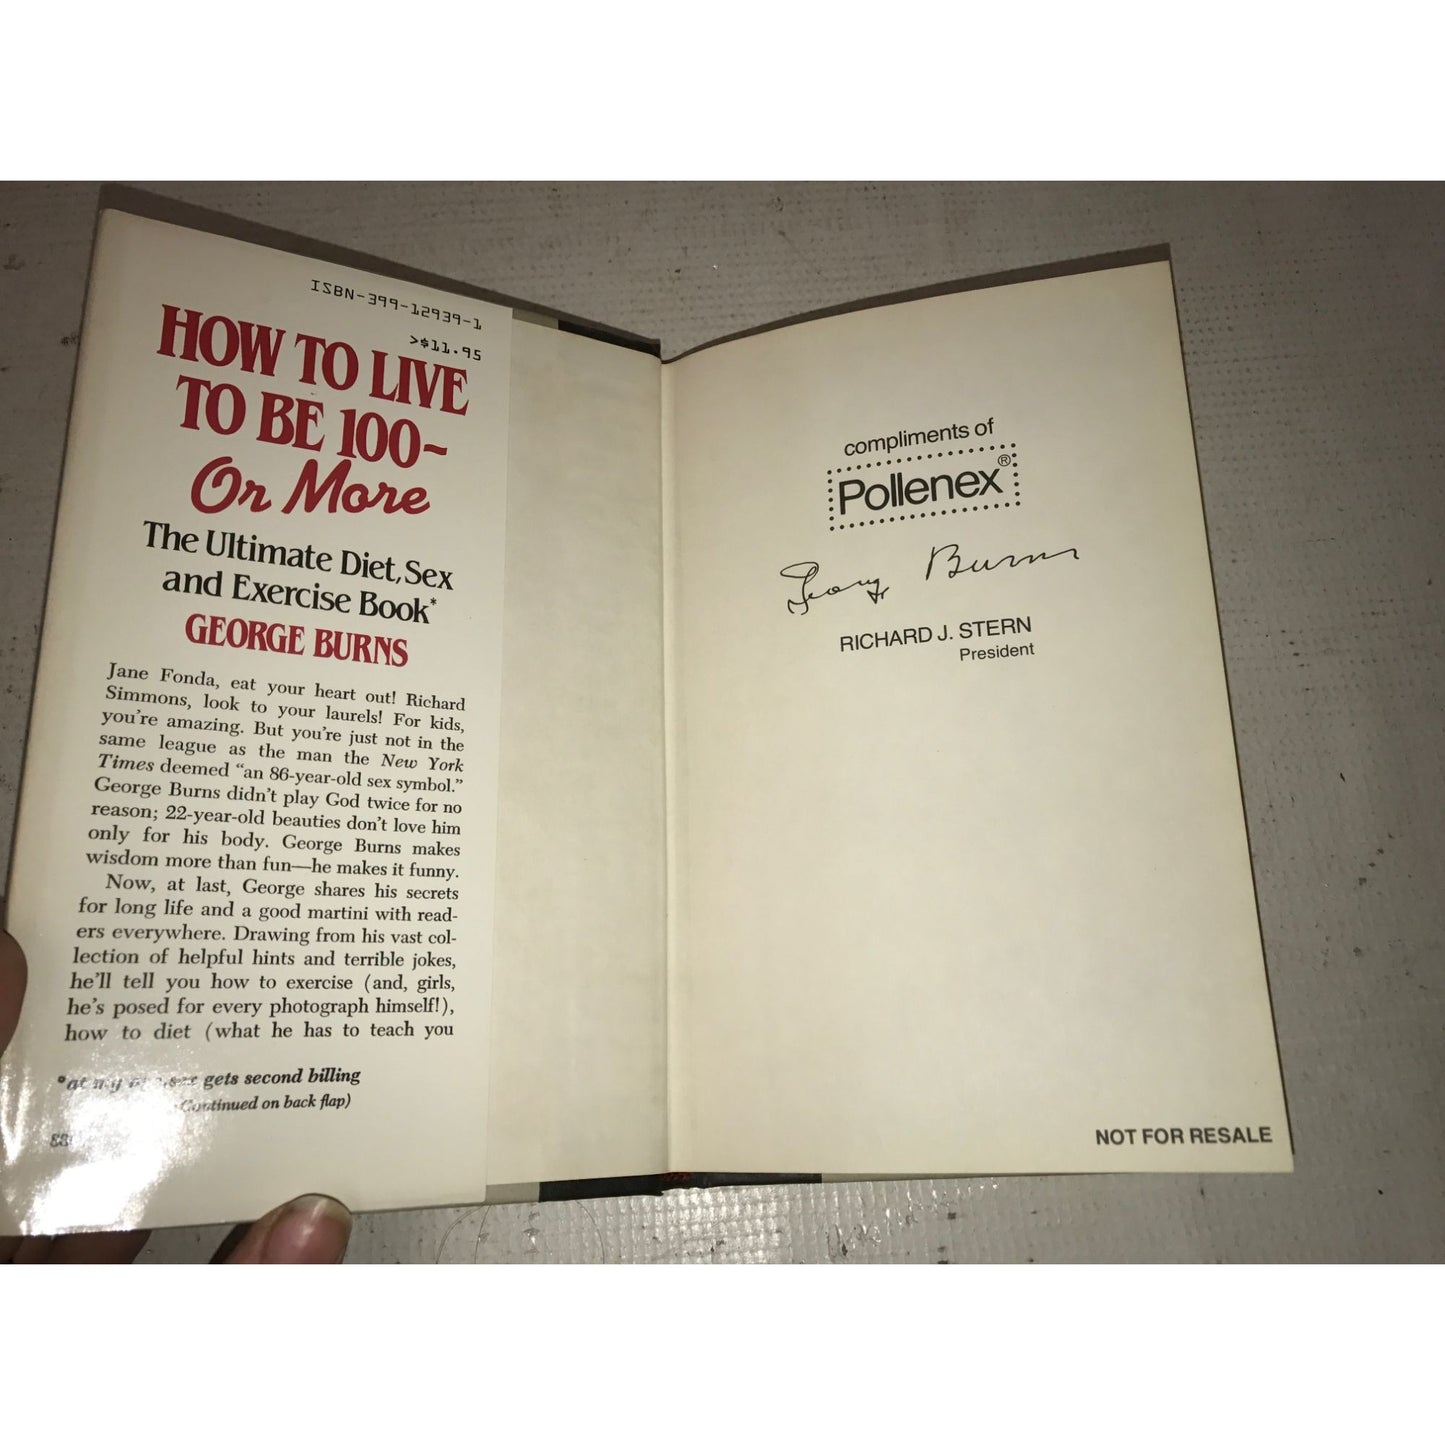 ISBN-399-12939-1
>$11.95
HOW TO LIVE
TO BE 100~
Or More
The Ultimate Diet, Sex
and Exercise Book*
GEORGE BURNS
Jane Fonda, eat your heart out! Richard
Simmons, look to your laurels! For kids,
you're amazing. But you're just not in the
same league as the man the New York
Times deemed "an 86-year-old sex symbol."
George Burns didn't play God twice for no
reason; 22-year-old beauties don't love him
only for his body. George Burns makes
wisdom more than fun—he makes it funny.
Now, at last, George shares his secrets
for long life and a good martini with read-
ers everywhere. Drawing from his vast col-
lection of helpful hints and terrible jokes,
he'll tell you how to exercise (and, girls,
he's posed for every photograph himself!),
how to diet (what he has to teach you
*at my gets second billing
(Continued on back flap)
compliments of
Pollenex®
George Burns
RICHARD J. STERN
President
NOT FOR RESALE